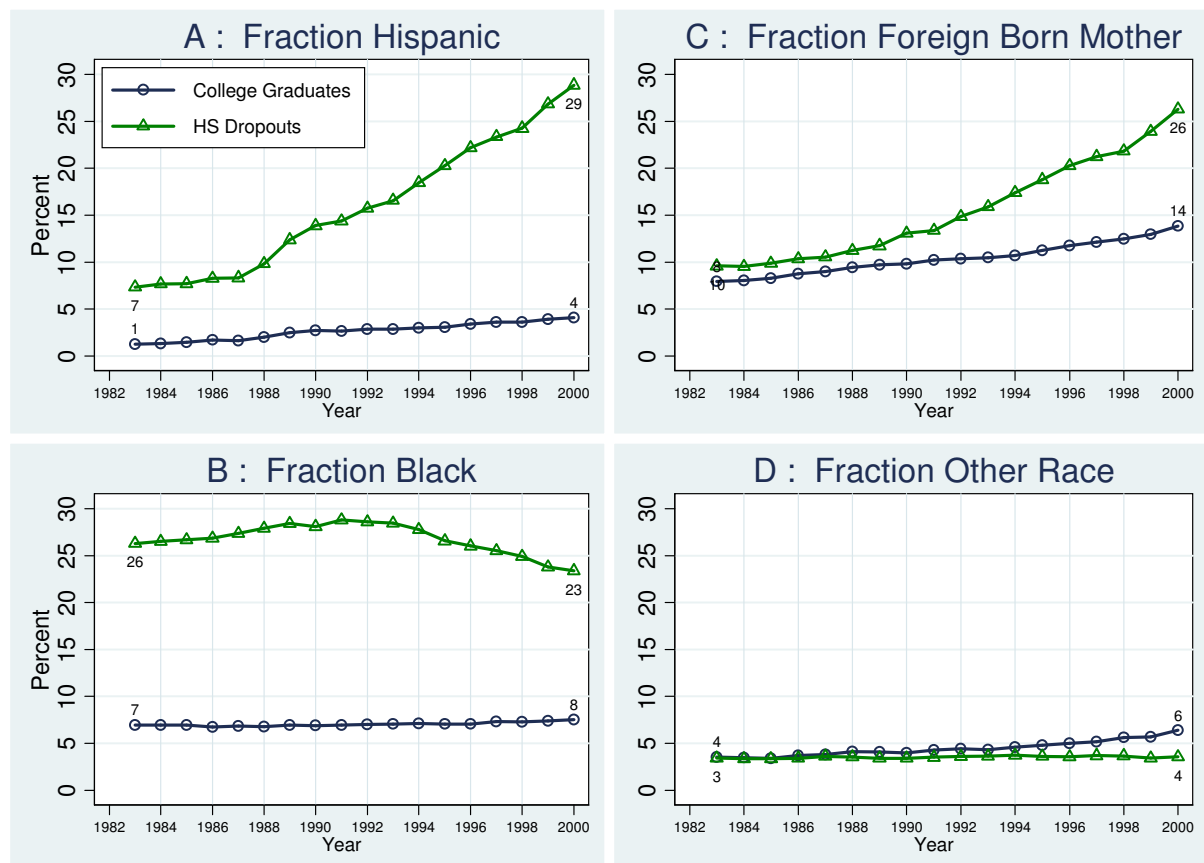 A :  Fraction Hispanic
30
25
20
15
10
5
0
Percent
College Graduates
HS Dropouts
29
7
1
4
1982 1984 1986 1988 1990 1992 1994 1996 1998 2000
Year
C :  Fraction Foreign Born Mother
30
25
20
15
10
5
0
26
14
8
10
1982 1984 1986 1988 1990 1992 1994 1996 1998 2000
Year
B :  Fraction Black
30
25
20
15
10
5
0
Percent
26
23
7
8
1982 1984 1986 1988 1990 1992 1994 1996 1998 2000
Year
D :  Fraction Other Race
30
25
20
15
10
5
0
6
4
3
4
1982 1984 1986 1988 1990 1992 1994 1996 1998 2000
Year